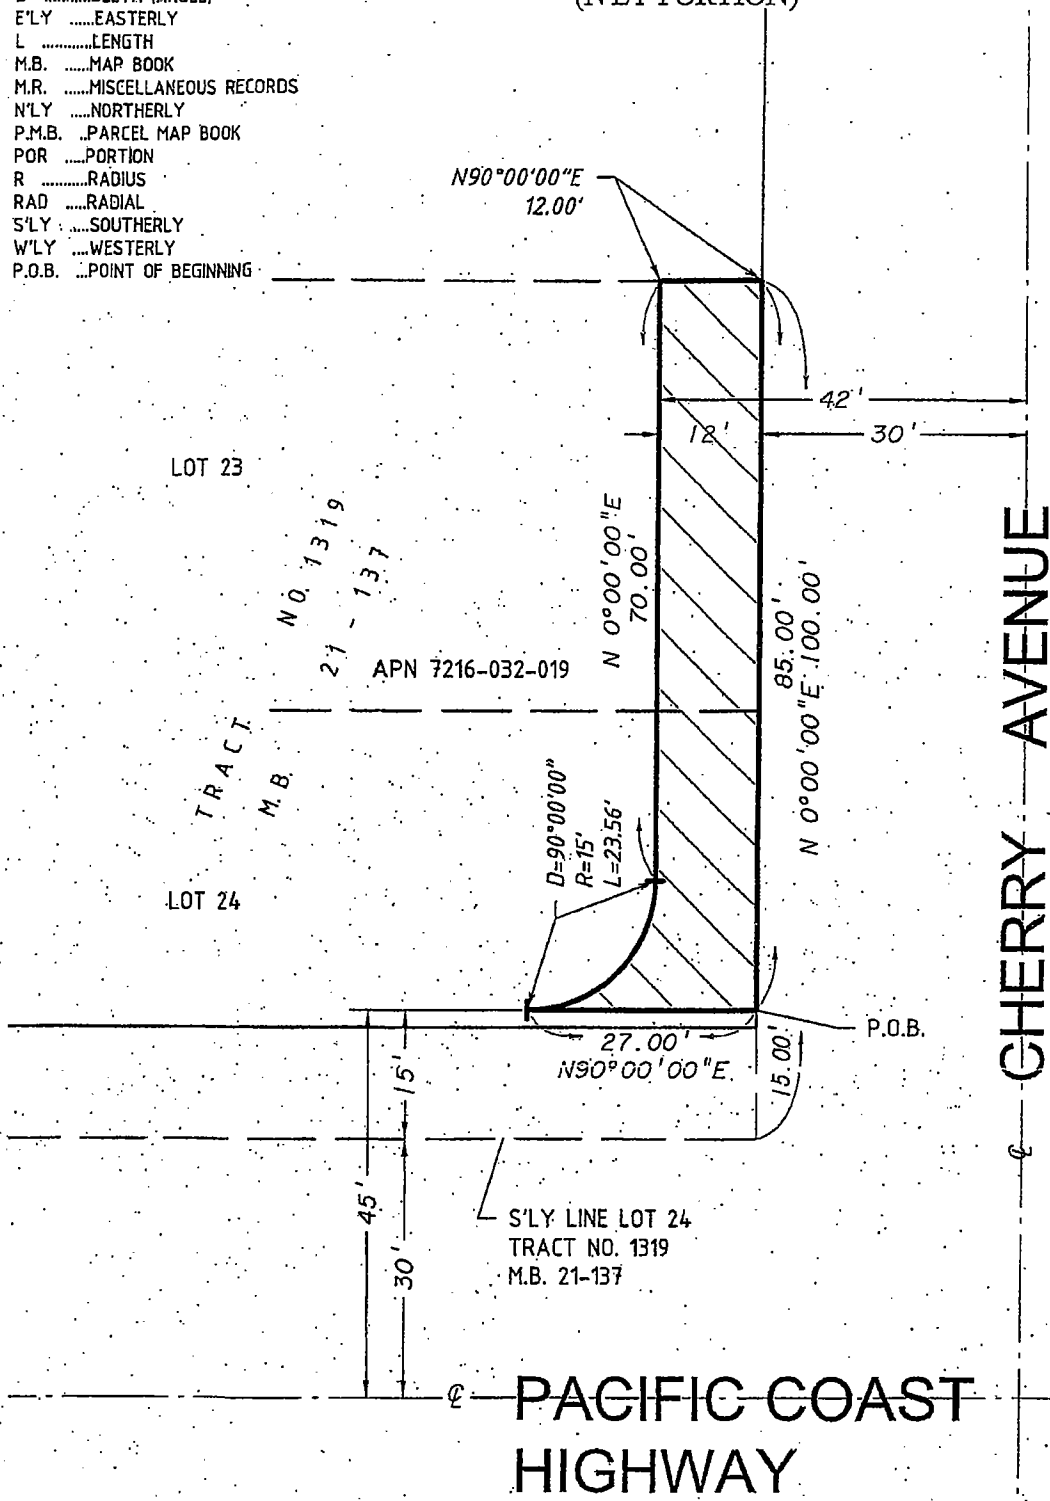 E'LY .....EASTERLY
L ...........LENGTH
M.B. .....MAP BOOK
M.R. .....MISCELLANEOUS RECORDS
N'LY .....NORTHERLY
P.M.B. ..PARCEL MAP BOOK
POR .....PORTION
R ..........RADIUS
RAD .....RADIAL
S'LY .....SOUTHERLY
W'LY ....WESTERLY
P.O.B. ...POINT OF BEGINNING
N90°00'00"E
12.00'
42'
12'
30'
LOT 23
TRACT NO. 1319
M.B. 21 - 137
N 0°00'00"E
70.00'
85.00'
N 0°00'00"E 100.00'
APN 7216-032-019
CHERRY AVENUE
D=90°00'00"
R=15'
L=23.56'
LOT 24
P.O.B.
27.00'
N90°00'00"E
15.00'
15'
45'
30'
S'LY LINE LOT 24
TRACT NO. 1319
M.B. 21-137
PACIFIC COAST
HIGHWAY